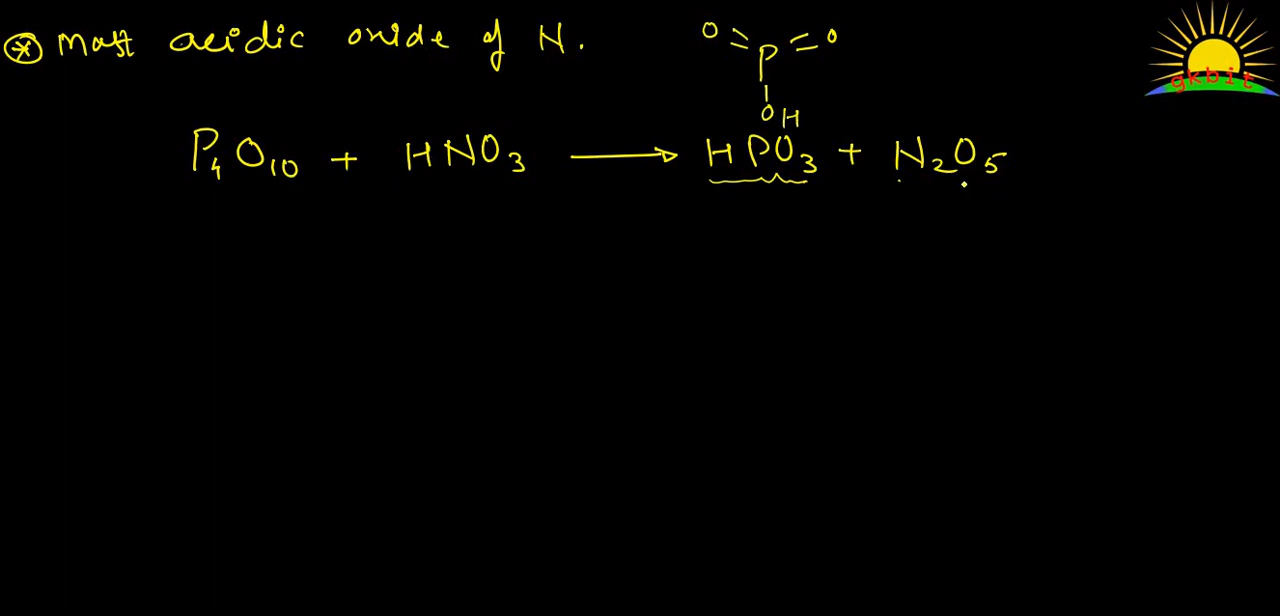 * Most acidic oxide of N.
O = P = O
OH
P4O10 + HNO3 → HPO3 + N2O5
gkbit